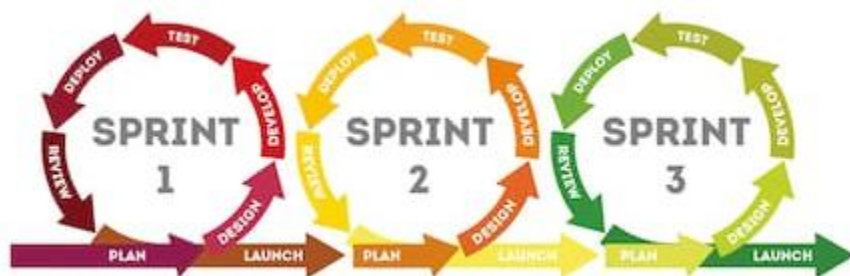 SPRINT
1
PLAN
DESIGN
DEVELOP
TEST
DEPLOY
REVIEW
LAUNCH
SPRINT
2
PLAN
DESIGN
DEVELOP
TEST
DEPLOY
REVIEW
LAUNCH
SPRINT
3
PLAN
DESIGN
DEVELOP
TEST
DEPLOY
REVIEW
LAUNCH